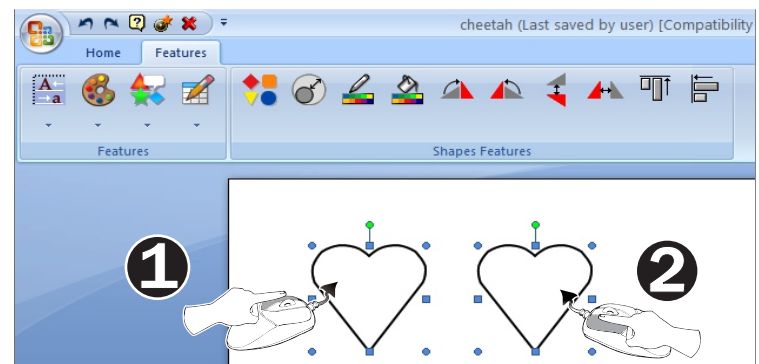 cheetah (Last saved by user) [Compatibility
Home Features
A
a
Features
Shapes Features
1
2